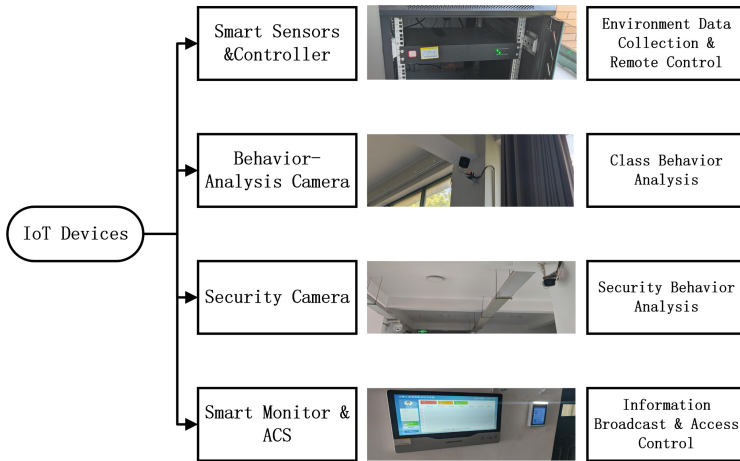 Smart Sensors
&Controller
Environment Data
Collection &
Remote Control
Behavior-
Analysis Camera
Class Behavior
Analysis
IoT Devices
Security Camera
Security Behavior
Analysis
Smart Monitor &
ACS
Information
Broadcast & Access
Control